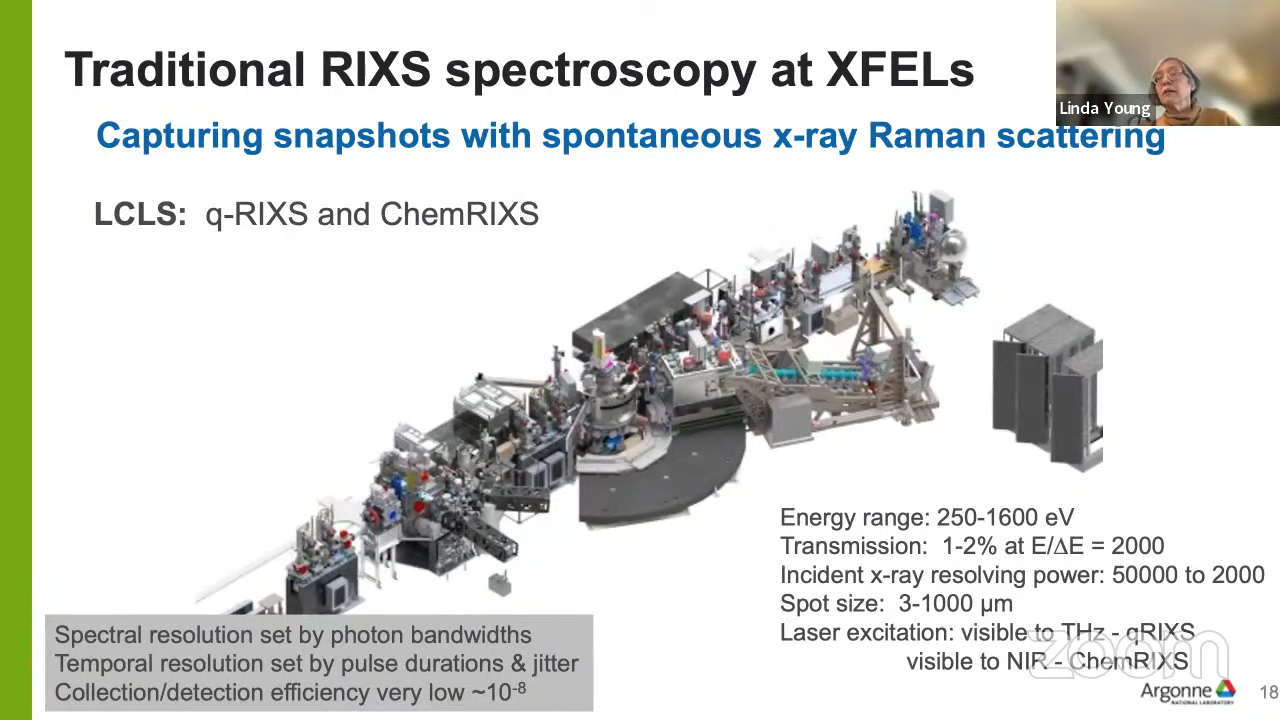 Traditional RIXS spectroscopy at XFELs
Linda Young
Capturing snapshots with spontaneous x-ray Raman scattering
LCLS: q-RIXS and ChemRIXS
Energy range: 250-1600 eV
Transmission: 1-2% at E/∆E = 2000
Incident x-ray resolving power: 50000 to 2000
Spot size: 3-1000 µm
Laser excitation: visible to THz - qRIXS
visible to NIR - ChemRIXS
Spectral resolution set by photon bandwidths
Temporal resolution set by pulse durations & jitter
Collection/detection efficiency very low ~10⁻⁸
zoom
Argonne
NATIONAL LABORATORY
18